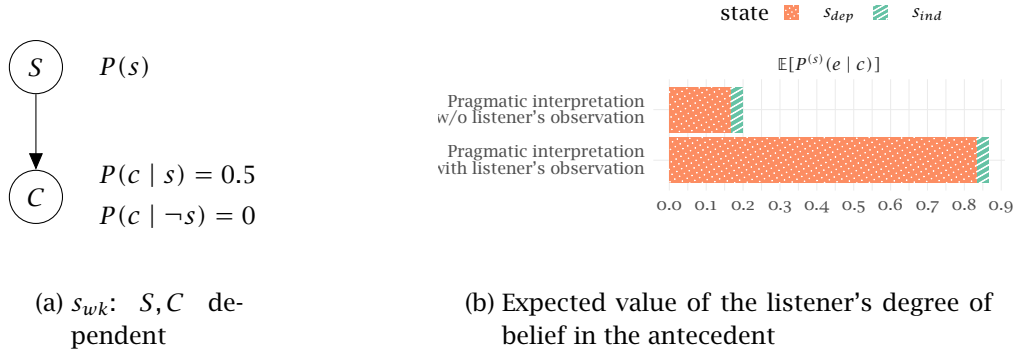 state s_dep s_ind
S P(s)
C P(c | s) = 0.5
P(c | ¬s) = 0
𝔼[P^(s)(e | c)]
Pragmatic interpretation
w/o listener's observation
Pragmatic interpretation
with listener's observation
0.0 0.1 0.2 0.3 0.4 0.5 0.6 0.7 0.8 0.9
(a) s_wk: S, C de-
pendent
(b) Expected value of the listener's degree of
belief in the antecedent